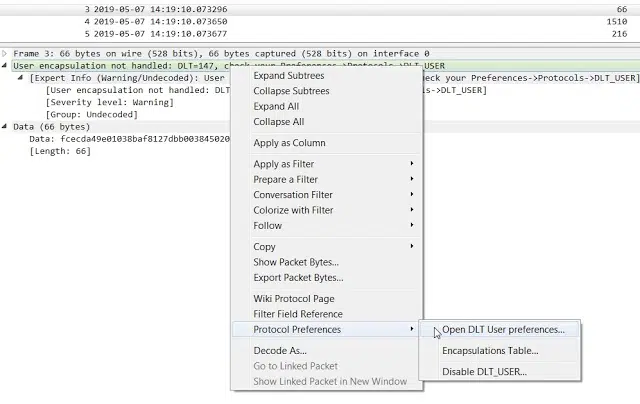 3 2019-05-07 14:19:10.073296 66
4 2019-05-07 14:19:10.073650 1510
5 2019-05-07 14:19:10.073677 216
Frame 3: 66 bytes on wire (528 bits), 66 bytes captured (528 bits) on interface 0
User encapsulation not handled: DLT=147, check your Preferences->Protocols->DLT_USER
[Expert Info (Warning/Undecoded): User heck your Preferences->Protocols->DLT_USER]
[User encapsulation not handled: DLT ls->DLT_USER]
[Severity level: Warning]
[Group: Undecoded]
Data (66 bytes)
Data: fcecda49e01038baf8127dbb003845020
[Length: 66]
Expand Subtrees
Collapse Subtrees
Expand All
Collapse All
Apply as Column
Apply as Filter
Prepare a Filter
Conversation Filter
Colorize with Filter
Follow
Copy
Show Packet Bytes...
Export Packet Bytes...
Wiki Protocol Page
Filter Field Reference
Protocol Preferences
Decode As...
Go to Linked Packet
Show Linked Packet in New Window
Open DLT User preferences...
Encapsulations Table...
Disable DLT_USER...